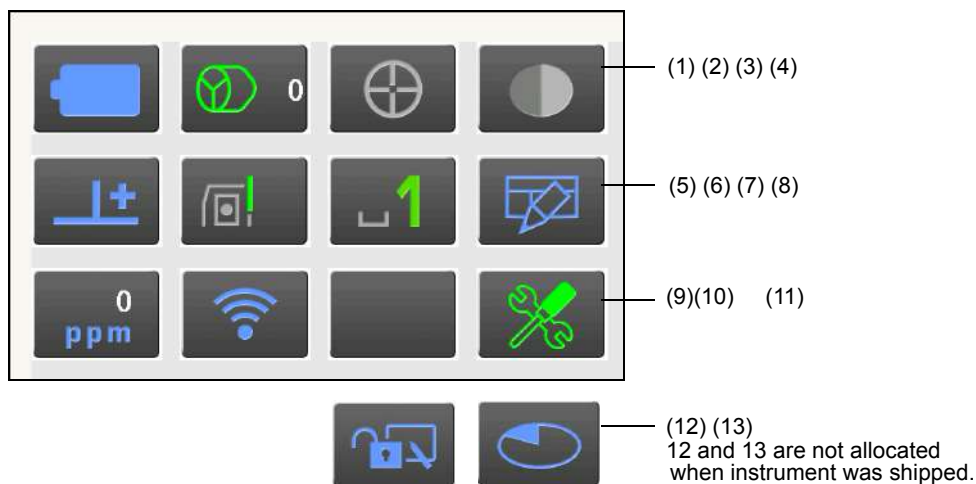 0
(1) (2) (3) (4)
1
(5) (6) (7) (8)
0
ppm
(9)(10) (11)
(12) (13)
12 and 13 are not allocated
when instrument was shipped.